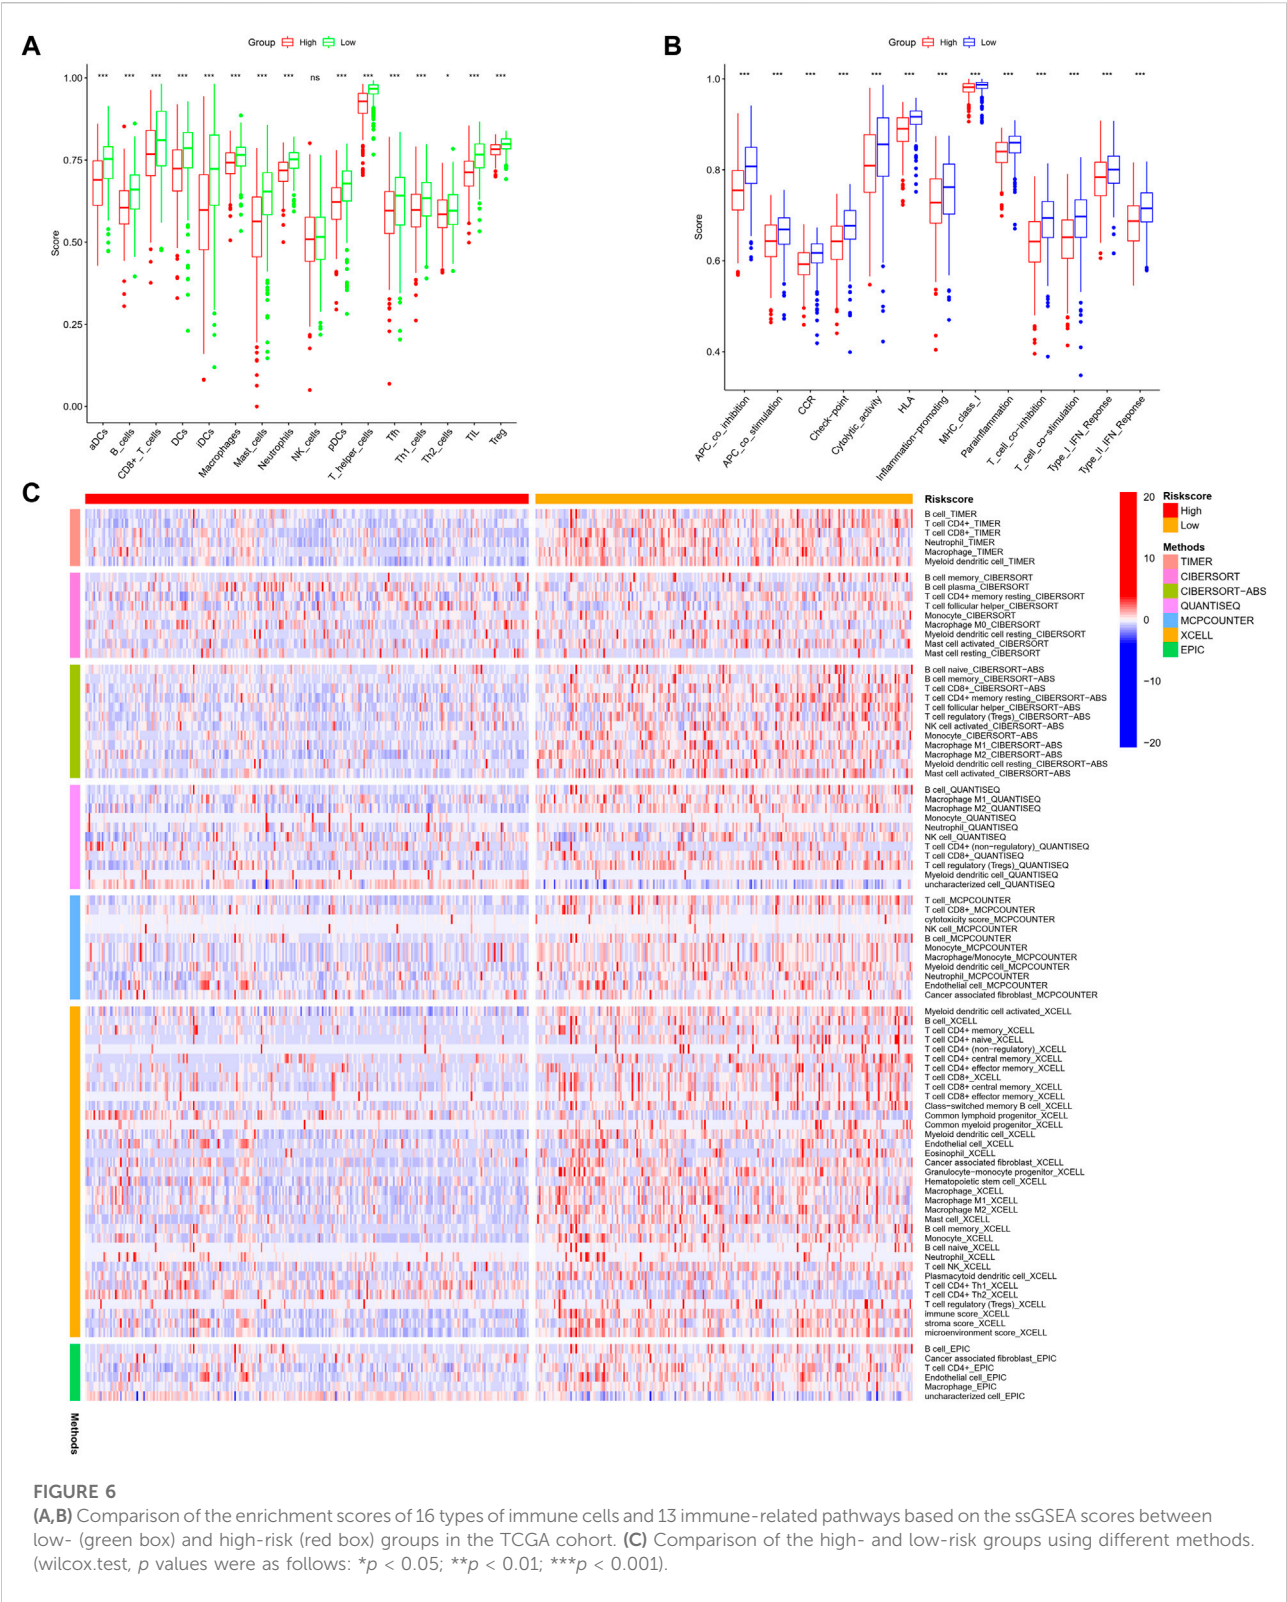 A
Group High Low
1.00
0.75
0.50
0.25
0.00
Score
*** *** *** *** *** *** *** *** ns *** *** *** *** * *** ***
aDCs
B_cells
CD8+_T_cells
DCs
iDCs
Macrophages
Mast_cells
Neutrophils
NK_cells
pDCs
T_helper_cells
Tfh
Th1_cells
Th2_cells
TIL
Treg
B
Group High Low
1.0
0.8
0.6
0.4
Score
*** *** *** *** *** *** *** *** *** *** *** *** ***
APC_co_inhibition
APC_co_stimulation
CCR
Check-point
Cytolytic_activity
HLA
Inflammation-promoting
MHC_class_I
Parainflammation
T_cell_co-inhibition
T_cell_co-stimulation
Type_I_IFN_Reponse
Type_II_IFN_Reponse
C
Riskscore
B cell_TIMER
T cell CD4+_TIMER
T cell CD8+_TIMER
Neutrophil_TIMER
Macrophage_TIMER
Myeloid dendritic cell_TIMER
B cell memory_CIBERSORT
B cell plasma_CIBERSORT
T cell CD4+ memory resting_CIBERSORT
T cell follicular helper_CIBERSORT
Monocyte_CIBERSORT
Macrophage M0_CIBERSORT
Myeloid dendritic cell resting_CIBERSORT
Mast cell activated_CIBERSORT
Mast cell resting_CIBERSORT
B cell naive_CIBERSORT-ABS
B cell memory_CIBERSORT-ABS
T cell CD8+_CIBERSORT-ABS
T cell CD4+ memory resting_CIBERSORT-ABS
T cell follicular helper_CIBERSORT-ABS
T cell regulatory (Tregs)_CIBERSORT-ABS
NK cell activated_CIBERSORT-ABS
Monocyte_CIBERSORT-ABS
Macrophage M1_CIBERSORT-ABS
Macrophage M2_CIBERSORT-ABS
Myeloid dendritic cell resting_CIBERSORT-ABS
Mast cell activated_CIBERSORT-ABS
B cell_QUANTISEQ
Macrophage M1_QUANTISEQ
Macrophage M2_QUANTISEQ
Monocyte_QUANTISEQ
Neutrophil_QUANTISEQ
NK cell_QUANTISEQ
T cell CD4+ (non-regulatory)_QUANTISEQ
T cell CD8+_QUANTISEQ
T cell regulatory (Tregs)_QUANTISEQ
Myeloid dendritic cell_QUANTISEQ
uncharacterized cell_QUANTISEQ
T cell_MCPCOUNTER
T cell CD8+_MCPCOUNTER
cytotoxicity score_MCPCOUNTER
NK cell_MCPCOUNTER
B cell_MCPCOUNTER
Monocyte_MCPCOUNTER
Macrophage/Monocyte_MCPCOUNTER
Myeloid dendritic cell_MCPCOUNTER
Neutrophil_MCPCOUNTER
Endothelial cell_MCPCOUNTER
Cancer associated fibroblast_MCPCOUNTER
Myeloid dendritic cell activated_XCELL
B cell_XCELL
T cell CD4+ memory_XCELL
T cell CD4+ naive_XCELL
T cell CD4+ (non-regulatory)_XCELL
T cell CD4+ central memory_XCELL
T cell CD4+ effector memory_XCELL
T cell CD8+_XCELL
T cell CD8+ central memory_XCELL
T cell CD8+ effector memory_XCELL
Class-switched memory B cell_XCELL
Common lymphoid progenitor_XCELL
Common myeloid progenitor_XCELL
Myeloid dendritic cell_XCELL
Endothelial cell_XCELL
Eosinophil_XCELL
Cancer associated fibroblast_XCELL
Granulocyte-monocyte progenitor_XCELL
Hematopoietic stem cell_XCELL
Macrophage_XCELL
Macrophage M1_XCELL
Macrophage M2_XCELL
Mast cell_XCELL
B cell memory_XCELL
Monocyte_XCELL
B cell naive_XCELL
Neutrophil_XCELL
T cell NK_XCELL
Plasmacytoid dendritic cell_XCELL
T cell CD4+ Th1_XCELL
T cell CD4+ Th2_XCELL
T cell regulatory (Tregs)_XCELL
immune score_XCELL
stroma score_XCELL
microenvironment score_XCELL
B cell_EPIC
Cancer associated fibroblast_EPIC
T cell CD4+_EPIC
Endothelial cell_EPIC
Macrophage_EPIC
uncharacterized cell_EPIC
Methods
20
10
0
−10
−20
Riskscore
High
Low
Methods
TIMER
CIBERSORT
CIBERSORT-ABS
QUANTISEQ
MCPCOUNTER
XCELL
EPIC
FIGURE 6
(A,B) Comparison of the enrichment scores of 16 types of immune cells and 13 immune-related pathways based on the ssGSEA scores between
low- (green box) and high-risk (red box) groups in the TCGA cohort. (C) Comparison of the high- and low-risk groups using different methods.
(wilcox.test, p values were as follows: *p < 0.05; **p < 0.01; ***p < 0.001).